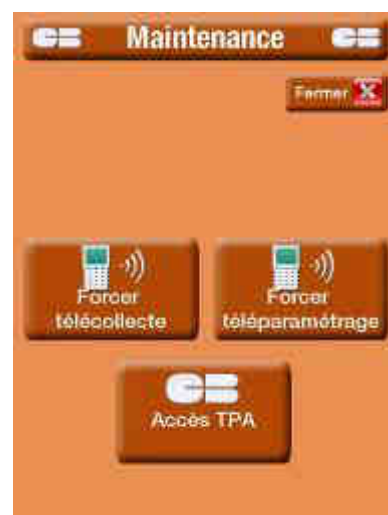 Maintenance
Fermer
Forcer
télécollecte
Forcer
téléparamétrage
Accès TPA